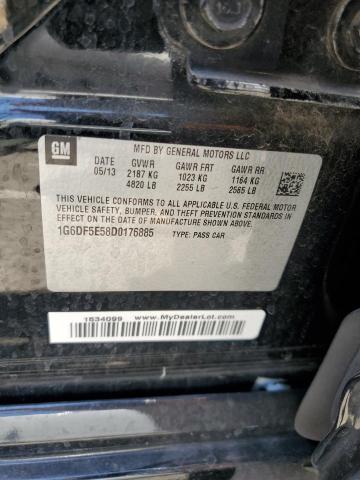 GM
MFD BY GENERAL MOTORS LLC
DATE GVWR GAWR FRT GAWR RR
05/13 2187 KG 1023 KG 1164 KG
4820 LB 2255 LB 2565 LB
THIS VEHICLE CONFORMS TO ALL APPLICABLE U.S. FEDERAL
VEHICLE SAFETY, BUMPER, AND THEFT PREVENTION STANDARDS
IN EFFECT ON THE DATE OF MANUFACTURE SHOWN ABOVE.
1G6DF5E58D0176885 TYPE: PASS CAR
1634099 www.MyDealerLot.com